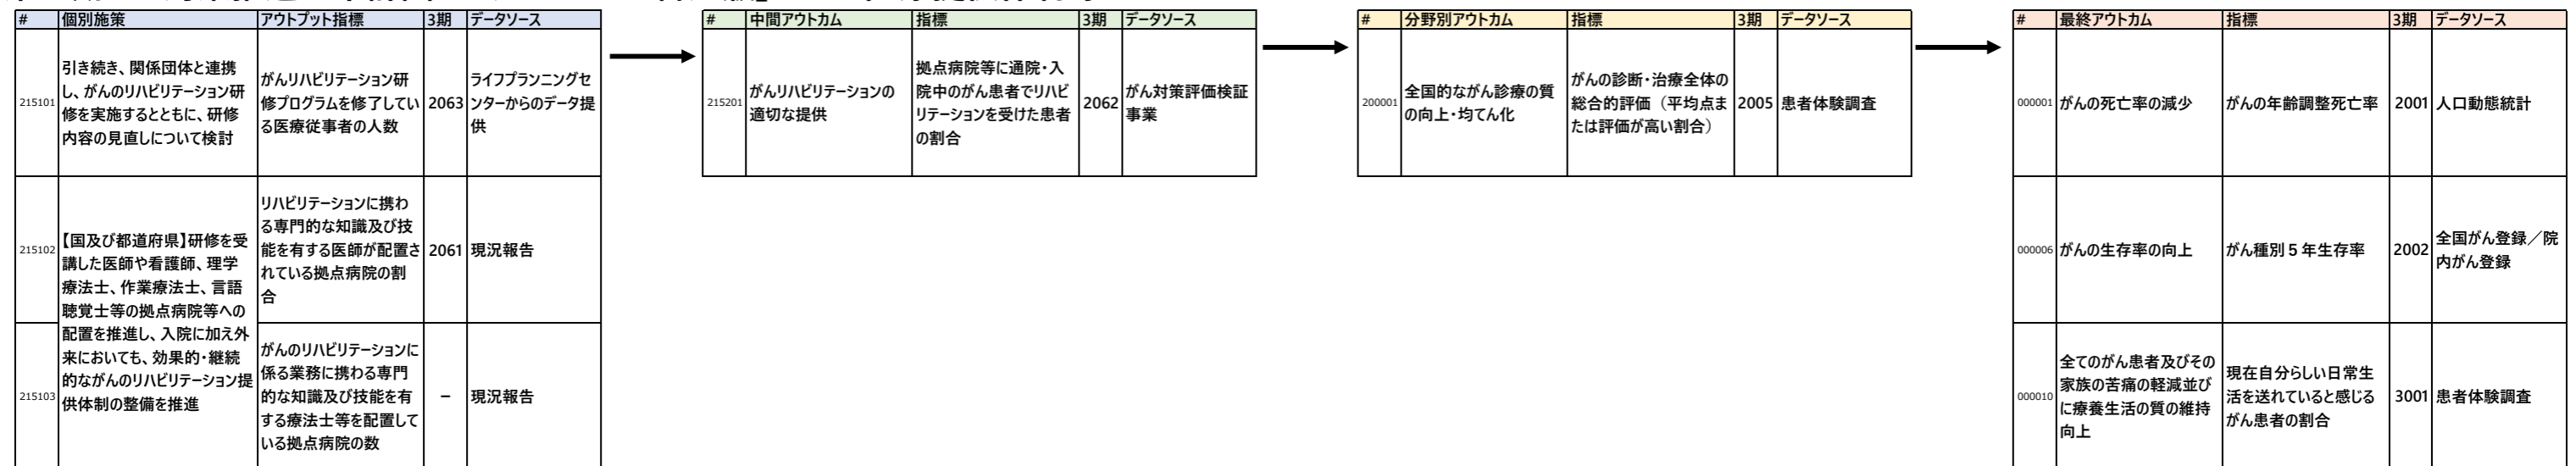 # 個別施策 アウトプット指標 3期 データソース
215101
引き続き、関係団体と連携
し、がんのリハビリテーション研
修を実施するとともに、研修
内容の見直しについて検討
がんリハビリテーション研
修プログラムを修了してい
る医療従事者の人数
2063
ライフプランニングセ
ンターからのデータ提
供
215102
【国及び都道府県】研修を受
講した医師や看護師、理学
療法士、作業療法士、言語
聴覚士等の拠点病院等への
配置を推進し、入院に加え外
来においても、効果的・継続
的ながんのリハビリテーション提
供体制の整備を推進
リハビリテーションに携わ
る専門的な知識及び技
能を有する医師が配置さ
れている拠点病院の割
合
2061
現況報告
215103
がんのリハビリテーションに
係る業務に携わる専門
的な知識及び技能を有
する療法士等を配置して
いる拠点病院の数
－
現況報告
# 中間アウトカム 指標 3期 データソース
215201
がんリハビリテーションの
適切な提供
拠点病院等に通院・入
院中のがん患者でリハビ
リテーションを受けた患者
の割合
2062
がん対策評価検証
事業
# 分野別アウトカム 指標 3期 データソース
200001
全国的ながん診療の質
の向上・均てん化
がんの診断・治療全体の
総合的評価（平均点ま
たは評価が高い割合）
2005
患者体験調査
# 最終アウトカム 指標 3期 データソース
000001
がんの死亡率の減少
がんの年齢調整死亡率
2001
人口動態統計
000006
がんの生存率の向上
がん種別５年生存率
2002
全国がん登録／院
内がん登録
000010
全てのがん患者及びその
家族の苦痛の軽減並び
に療養生活の質の維持
向上
現在自分らしい日常生
活を送れていると感じる
がん患者の割合
3001
患者体験調査